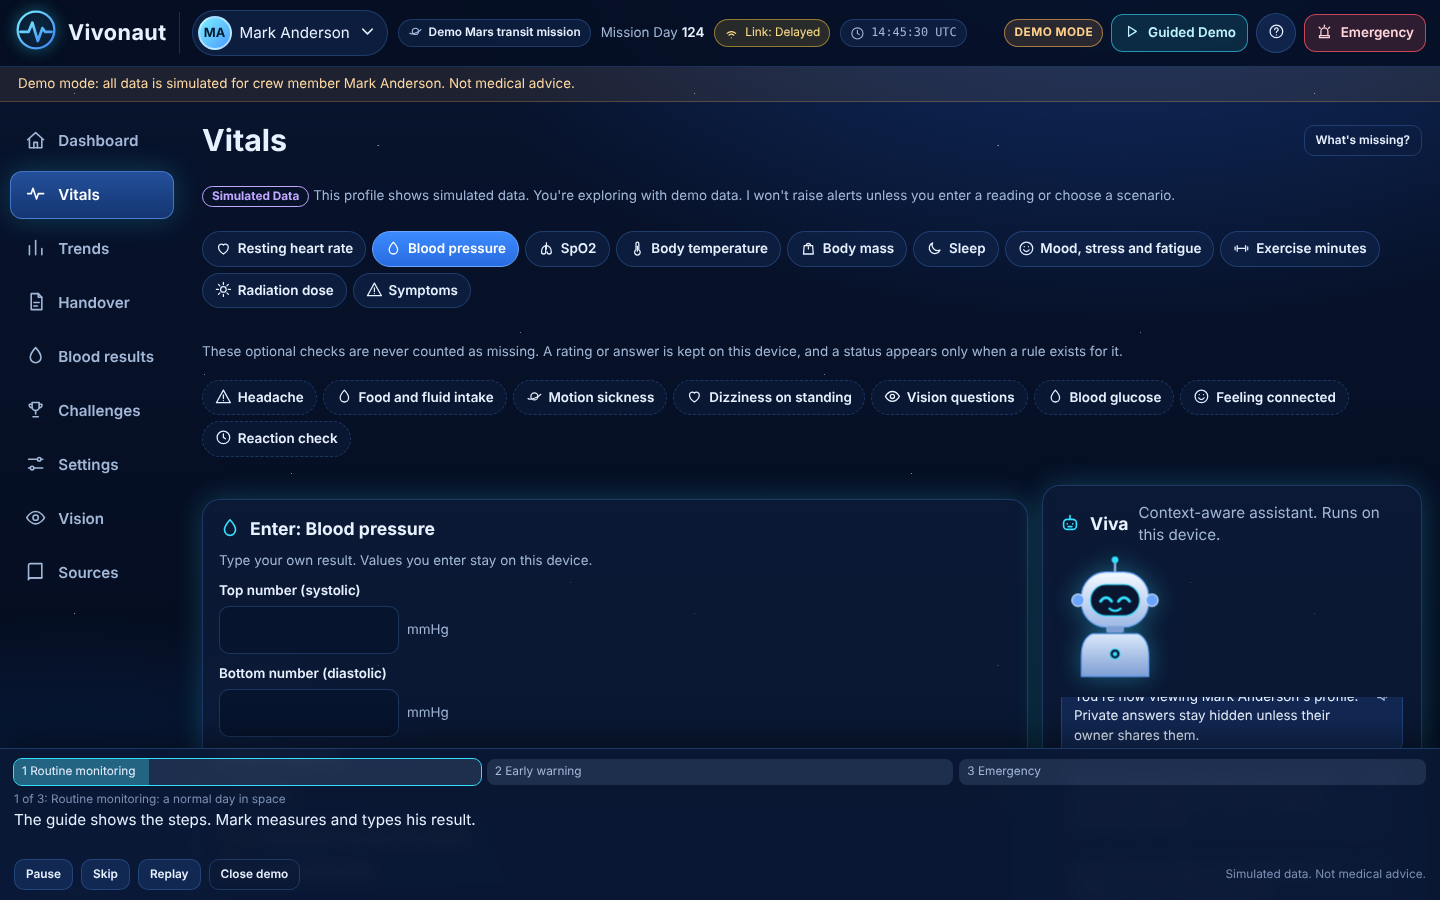 Vivonaut
MA Mark Anderson
Demo Mars transit mission
Mission Day 124
Link: Delayed
14:45:30 UTC
DEMO MODE
Guided Demo
Emergency
Demo mode: all data is simulated for crew member Mark Anderson. Not medical advice.
Dashboard
Vitals
Trends
Handover
Blood results
Challenges
Settings
Vision
Sources
Vitals
What's missing?
Simulated Data This profile shows simulated data. You're exploring with demo data. I won't raise alerts unless you enter a reading or choose a scenario.
Resting heart rate
Blood pressure
SpO2
Body temperature
Body mass
Sleep
Mood, stress and fatigue
Exercise minutes
Radiation dose
Symptoms
These optional checks are never counted as missing. A rating or answer is kept on this device, and a status appears only when a rule exists for it.
Headache
Food and fluid intake
Motion sickness
Dizziness on standing
Vision questions
Blood glucose
Feeling connected
Reaction check
Enter: Blood pressure
Type your own result. Values you enter stay on this device.
Top number (systolic)
mmHg
Bottom number (diastolic)
mmHg
Viva
Context-aware assistant. Runs on
this device.
You're now viewing Mark Anderson's profile.
Private answers stay hidden unless their
owner shares them.
1 Routine monitoring
2 Early warning
3 Emergency
1 of 3: Routine monitoring: a normal day in space
The guide shows the steps. Mark measures and types his result.
Pause
Skip
Replay
Close demo
Simulated data. Not medical advice.